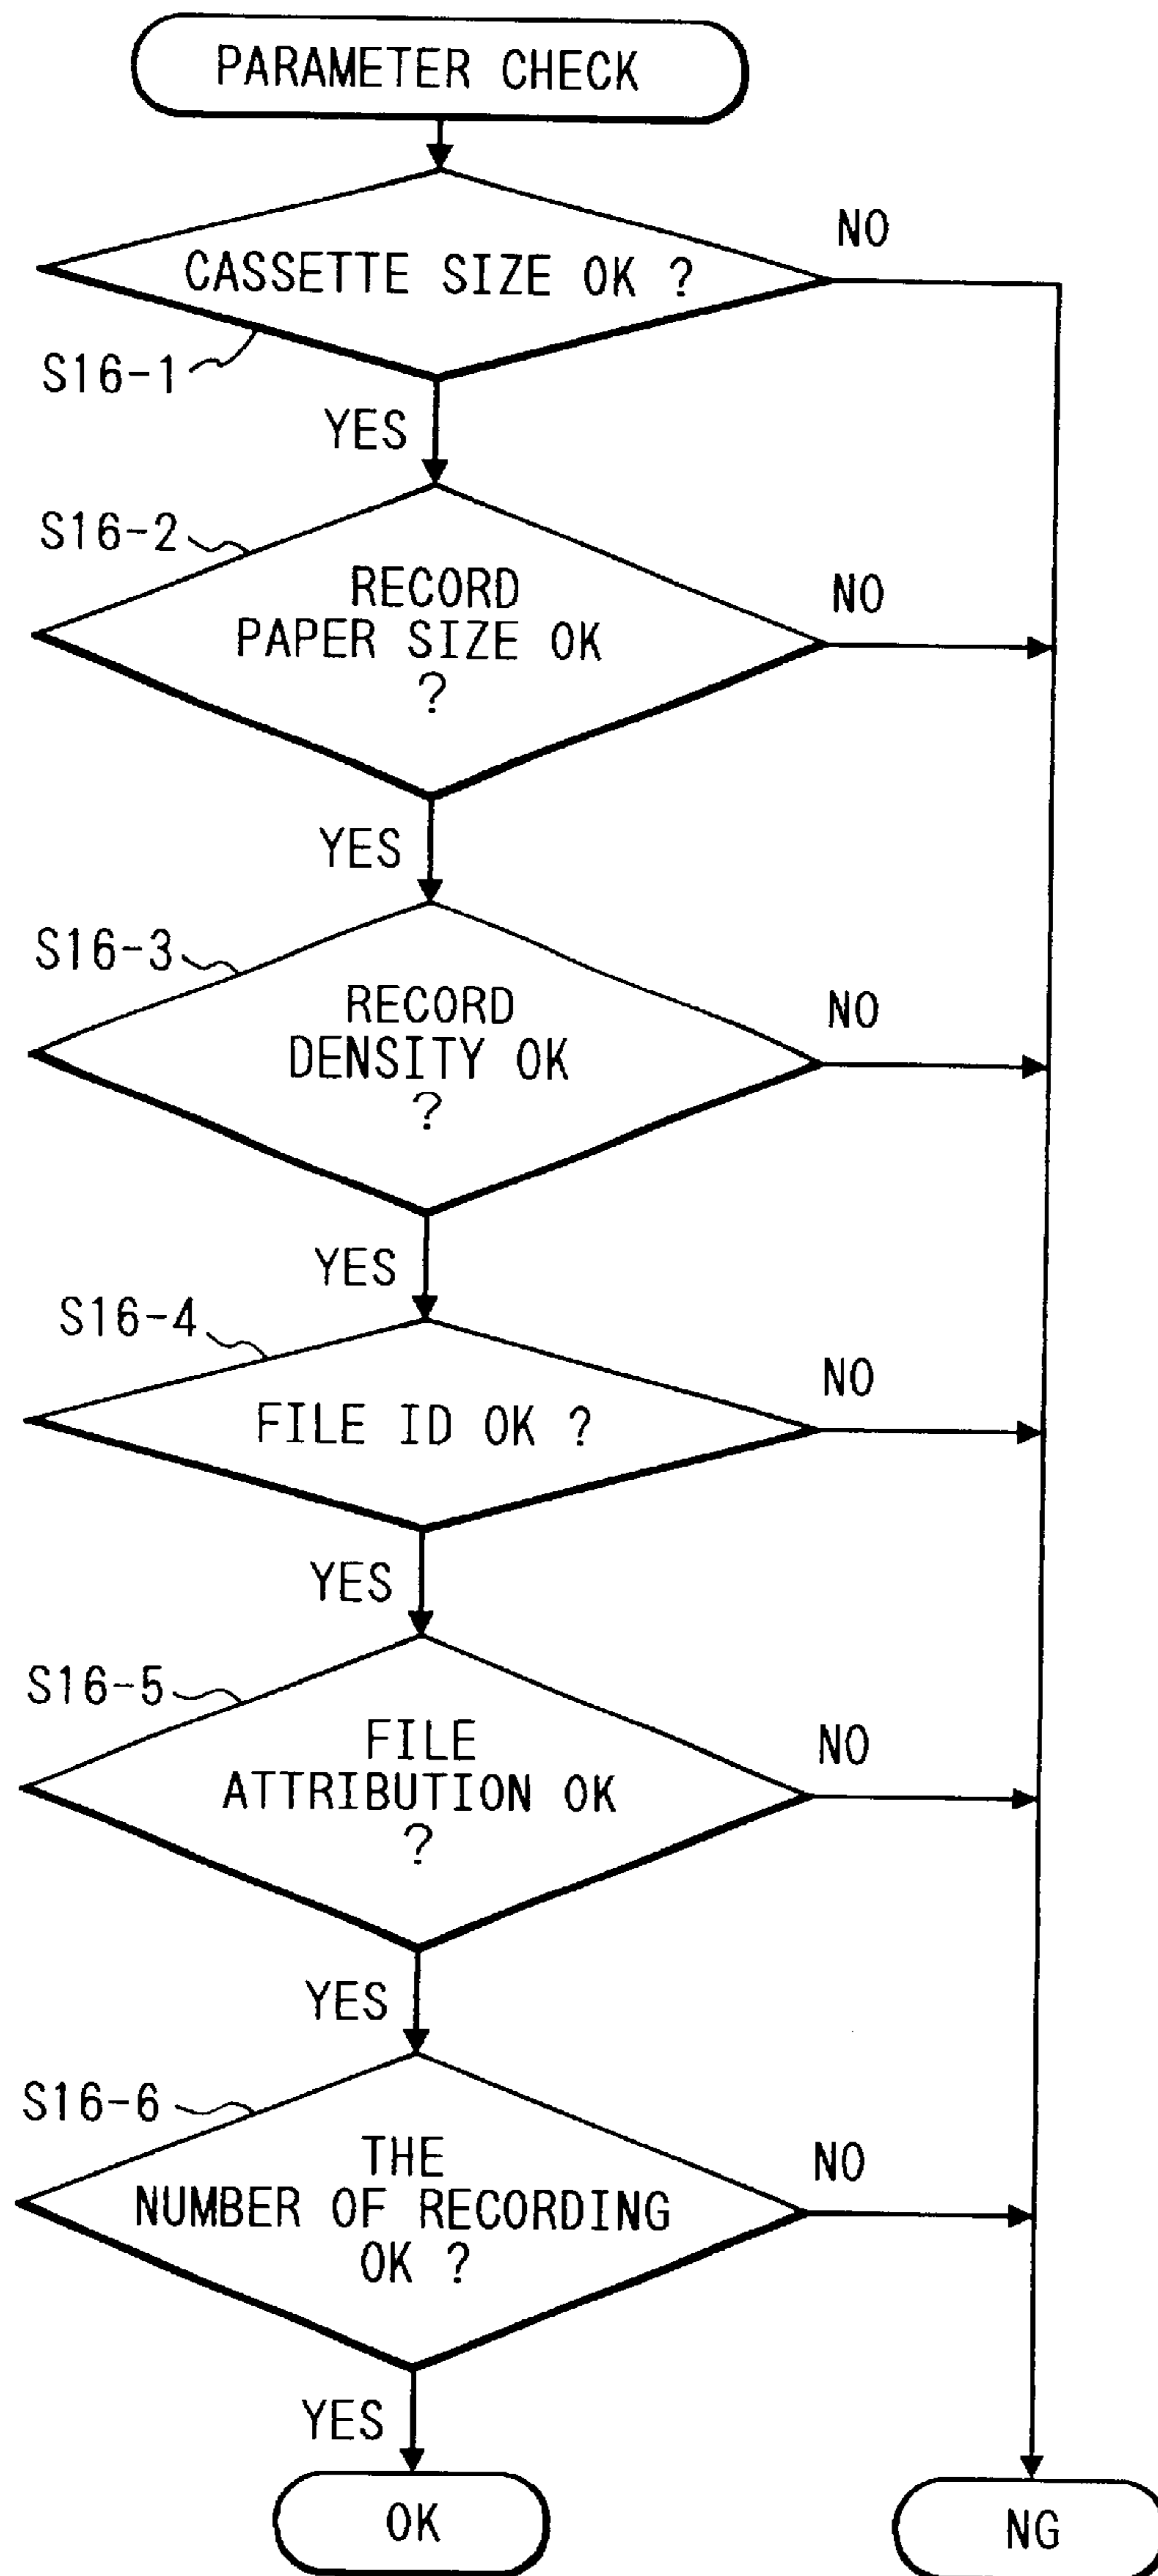 PARAMETER CHECK
NO
CASSETTE SIZE OK ?
S16-1
YES
S16-2
RECORD
NO
PAPER SIZE OK
?
YES
S16-3
RECORD
NO
DENSITY OK
?
YES
S16-4
NO
FILE ID OK ?
YES
S16-5
FILE
NO
ATTRIBUTION OK
?
YES
S16-6
THE
NO
NUMBER OF RECORDING
OK ?
YES
OK
NG